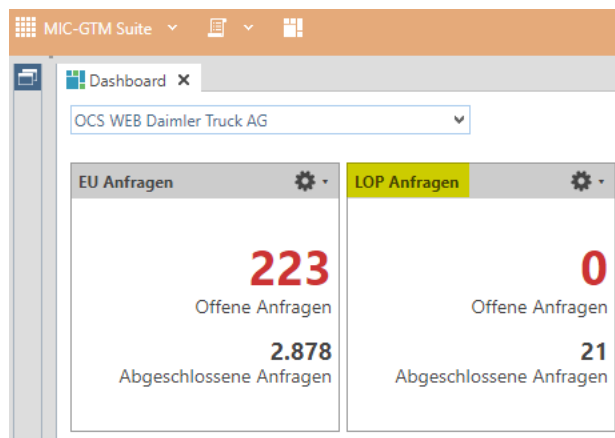 MIC-GTM Suite
Dashboard
OCS WEB Daimler Truck AG
EU Anfragen
223
Offene Anfragen
2.878
Abgeschlossene Anfragen
LOP Anfragen
0
Offene Anfragen
21
Abgeschlossene Anfragen